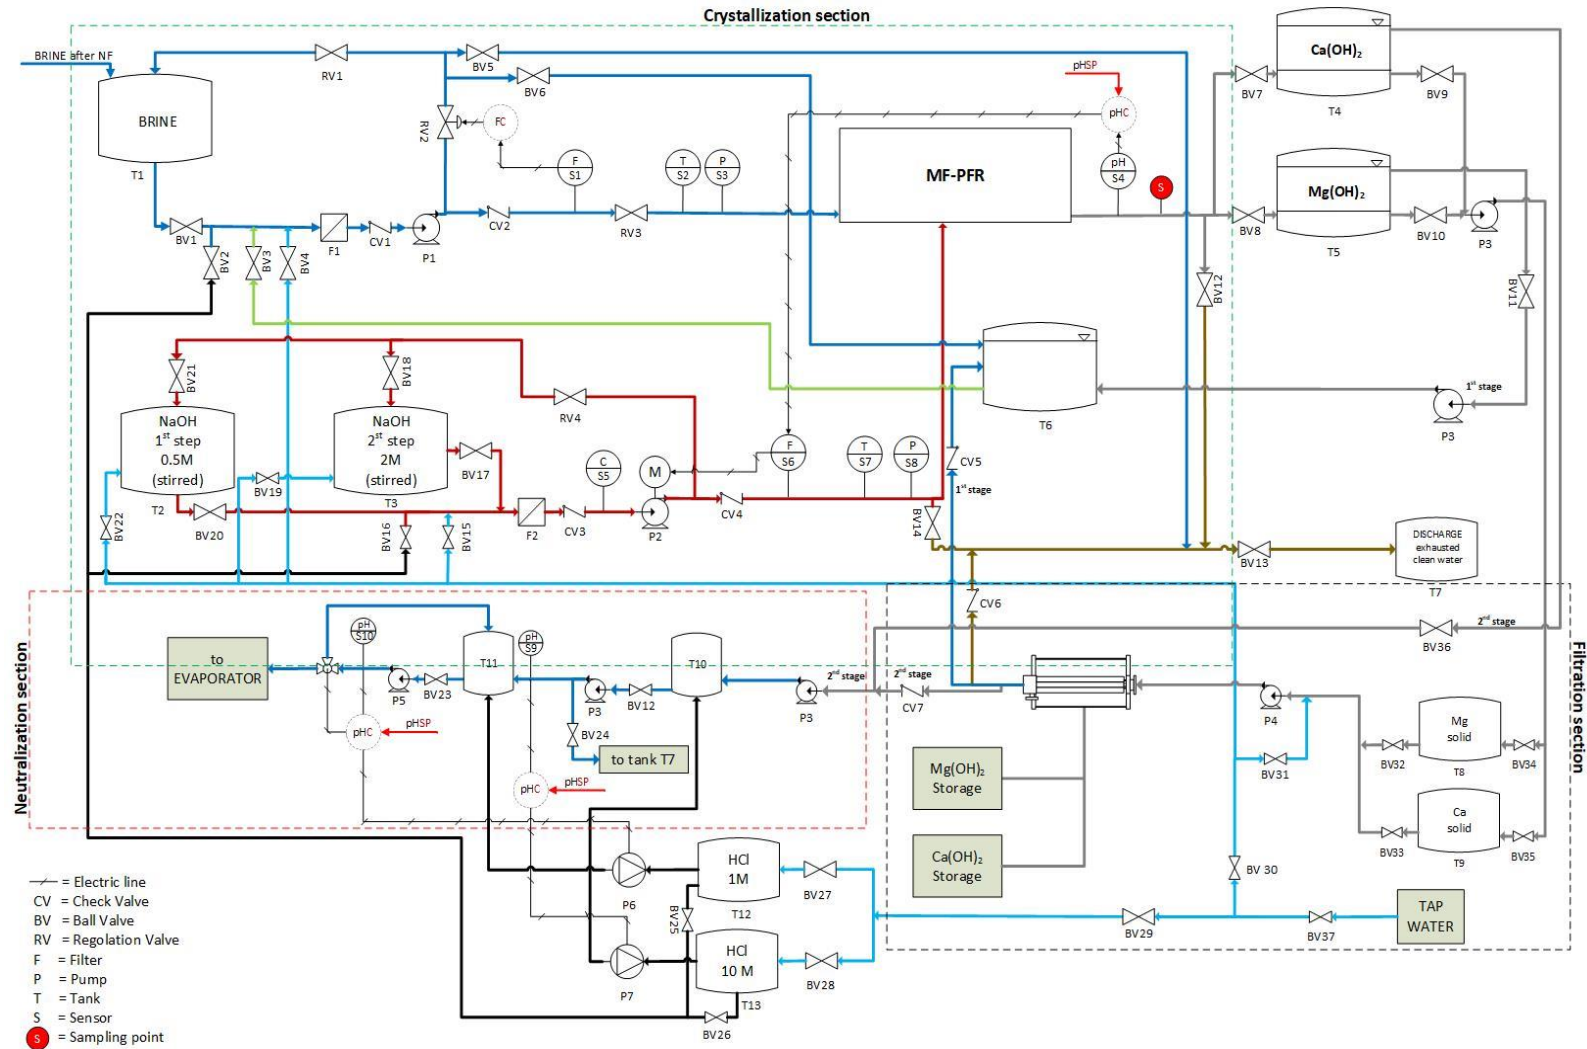 Crystallization section
BRINE after NF
RV1
BV5
BV6
pHSP
Ca(OH)₂
BV7
BV9
T4
BRINE
T1
RV2
FC
F
S1
T
S2
P
S3
pHC
pH
S4
MF-PFR
S
Mg(OH)₂
BV8
BV10
T5
P3
BV1
BV2
BV3
BV4
F1
CV1
P1
CV2
RV3
BV12
BV11
T6
1st stage
P3
BV21
BV18
RV4
NaOH
1st step
0.5M
(stirred)
T2
NaOH
2st step
2M
(stirred)
T3
BV17
BV19
BV22
BV20
BV16
BV15
F2
CV3
C
S5
M
P2
CV4
F
S6
T
S7
P
S8
BV14
CV5
1st stage
BV13
DISCHARGE
exhausted
clean water
T7
CV6
2nd stage
BV36
Neutralization section
Filtration section
to
EVAPORATOR
pH
S10
P5
BV23
T11
pH
S9
P3
BV12
T10
P3
2nd stage
2nd stage
CV7
P4
BV24
to tank T7
pHC
pHSP
pHC
pHSP
Mg(OH)₂
Storage
Ca(OH)₂
Storage
BV31
Mg
solid
T8
BV32
BV34
Ca
solid
T9
BV33
BV35
BV 30
HCl
1M
T12
P6
BV27
BV25
HCl
10 M
T13
P7
BV28
BV26
BV29
BV37
TAP
WATER
= Electric line
CV = Check Valve
BV = Ball Valve
RV = Regolation Valve
F = Filter
P = Pump
T = Tank
S = Sensor
S = Sampling point